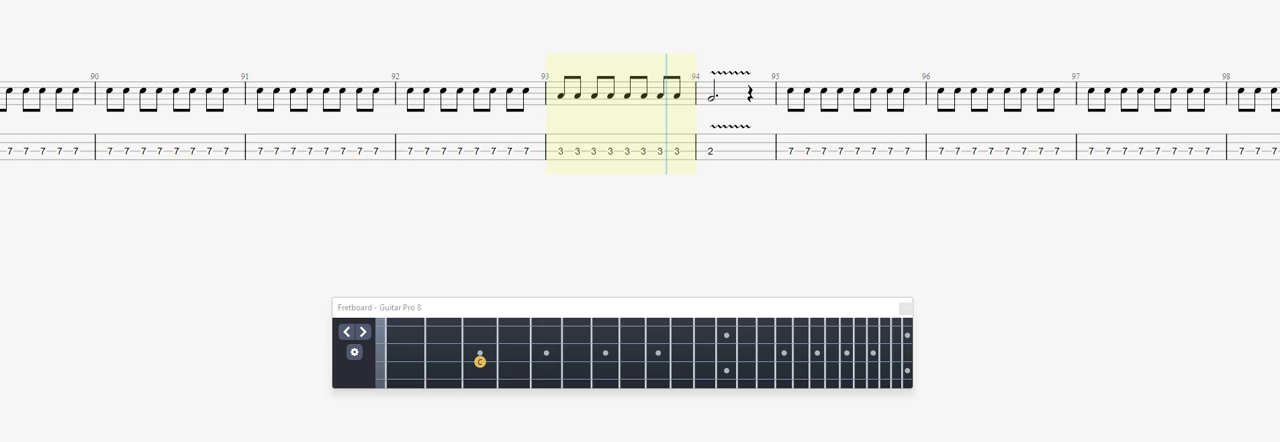 90 91 92 93 94 95 96 97 98
7 7 7 7 7 7 7 7 7 7 7 7 7 7 7 7 7 7 7 7 7 7 7 7 7 7 7 7 7 3 3 3 3 3 3 3 3 2 7 7 7 7 7 7 7 7 7 7 7 7 7 7 7 7 7 7 7 7 7 7 7 7 7 7 7
Fretboard - Guitar Pro 8
C